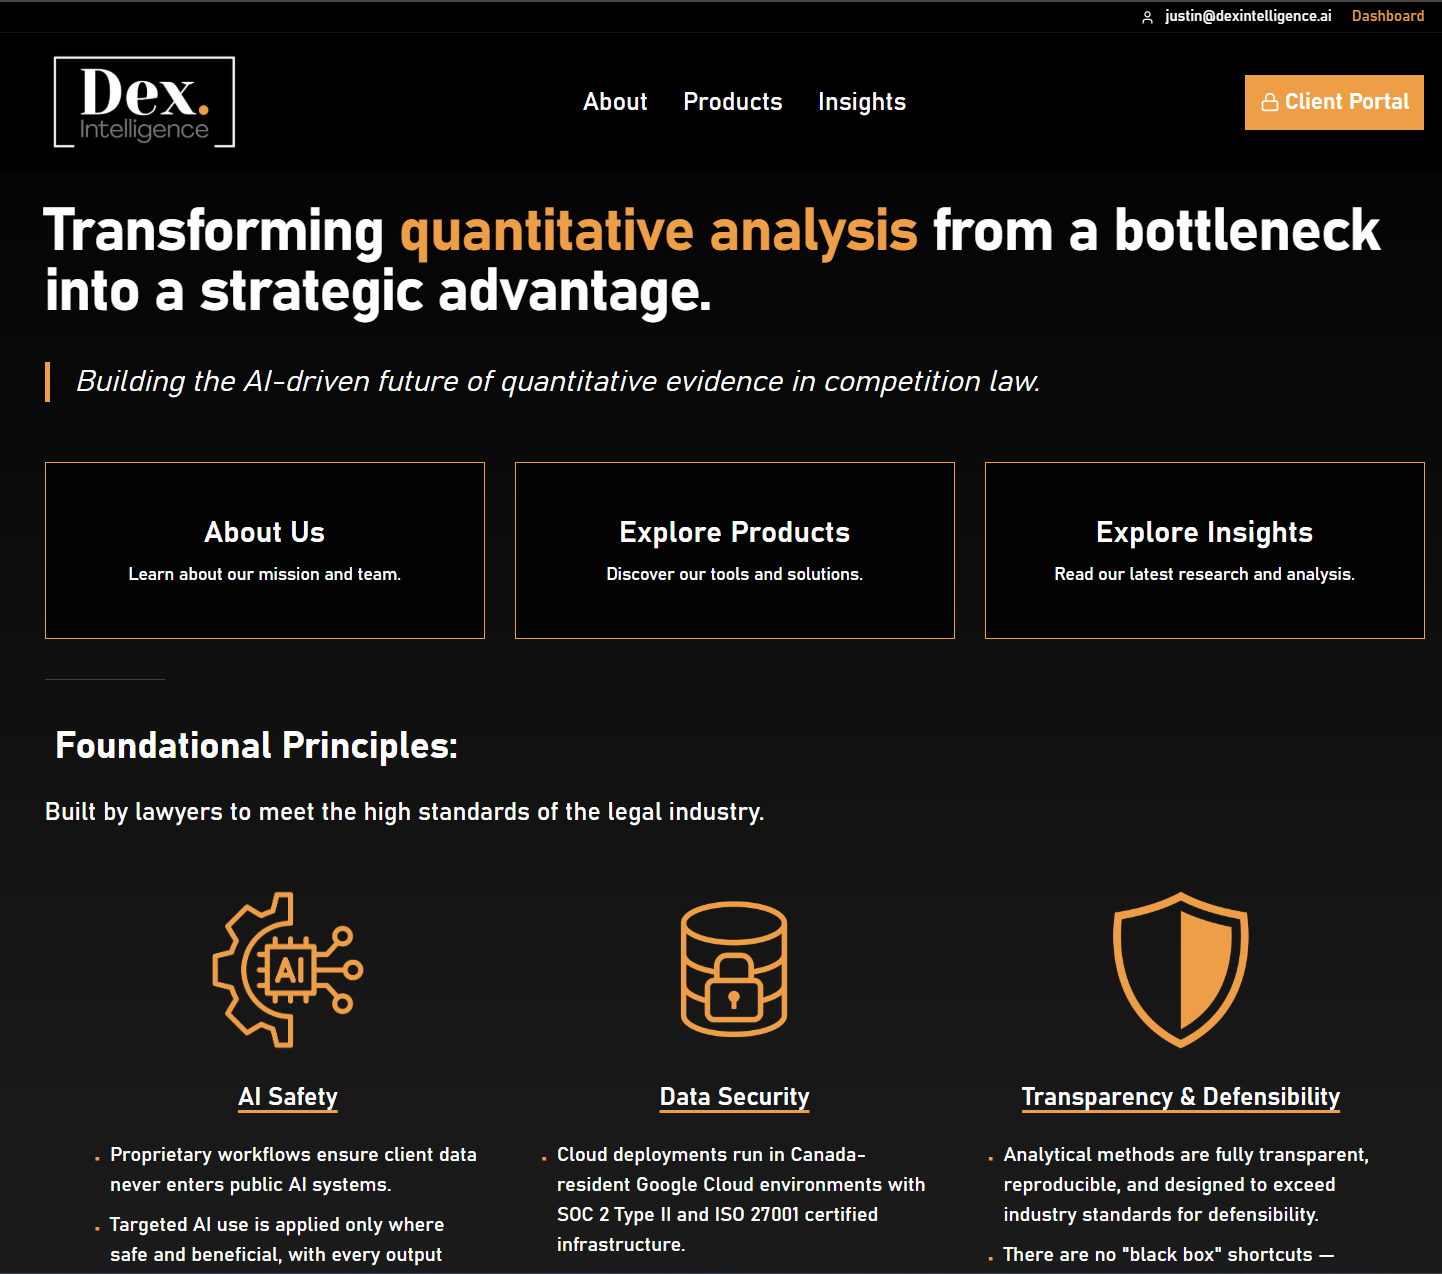 justin@dexintelligence.ai Dashboard
Dex.
Intelligence
About Products Insights
Client Portal
Transforming quantitative analysis from a bottleneck
into a strategic advantage.
Building the AI-driven future of quantitative evidence in competition law.
About Us
Learn about our mission and team.
Explore Products
Discover our tools and solutions.
Explore Insights
Read our latest research and analysis.
Foundational Principles:
Built by lawyers to meet the high standards of the legal industry.
AI
AI Safety
Proprietary workflows ensure client data
never enters public AI systems.
Targeted AI use is applied only where
safe and beneficial, with every output
Data Security
Cloud deployments run in Canada-
resident Google Cloud environments with
SOC 2 Type II and ISO 27001 certified
infrastructure.
Transparency & Defensibility
Analytical methods are fully transparent,
reproducible, and designed to exceed
industry standards for defensibility.
There are no "black box" shortcuts —